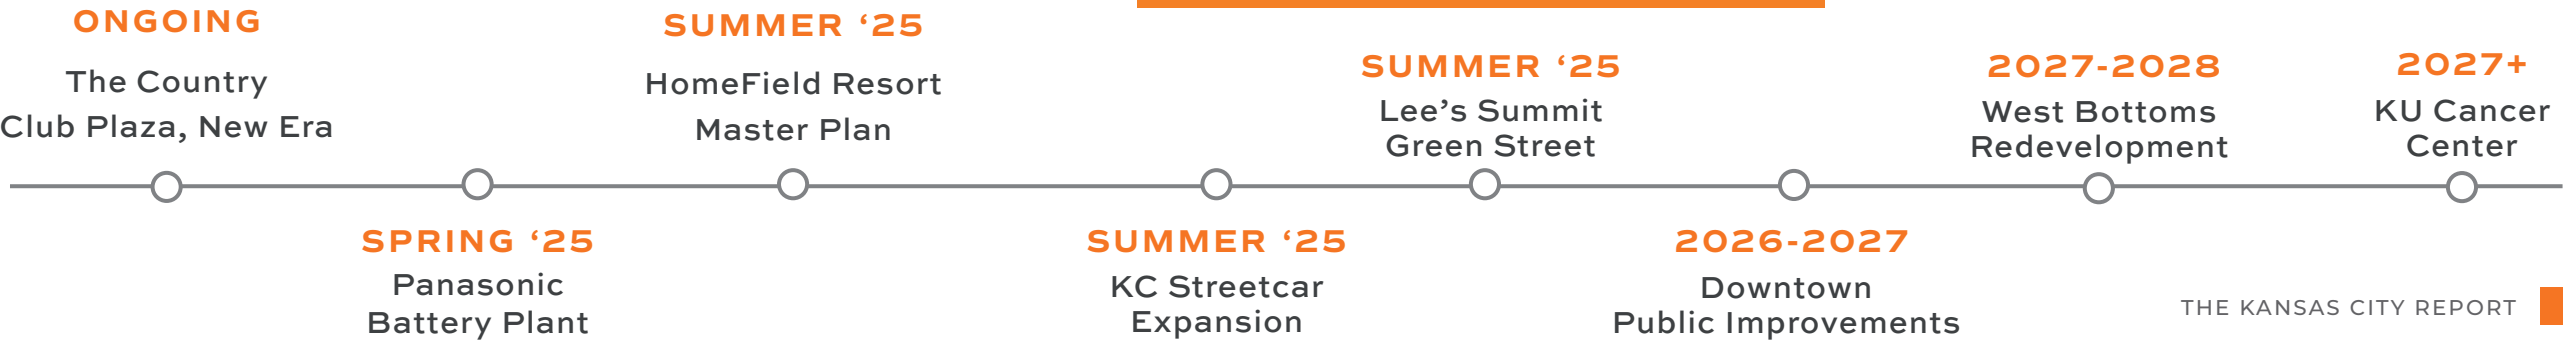 ONGOING
The Country
Club Plaza, New Era
SPRING ‘25
Panasonic
Battery Plant
SUMMER ‘25
HomeField Resort
Master Plan
SUMMER ‘25
KC Streetcar
Expansion
SUMMER ‘25
Lee’s Summit
Green Street
2026-2027
Downtown
Public Improvements
2027-2028
West Bottoms
Redevelopment
2027+
KU Cancer
Center
THE KANSAS CITY REPORT